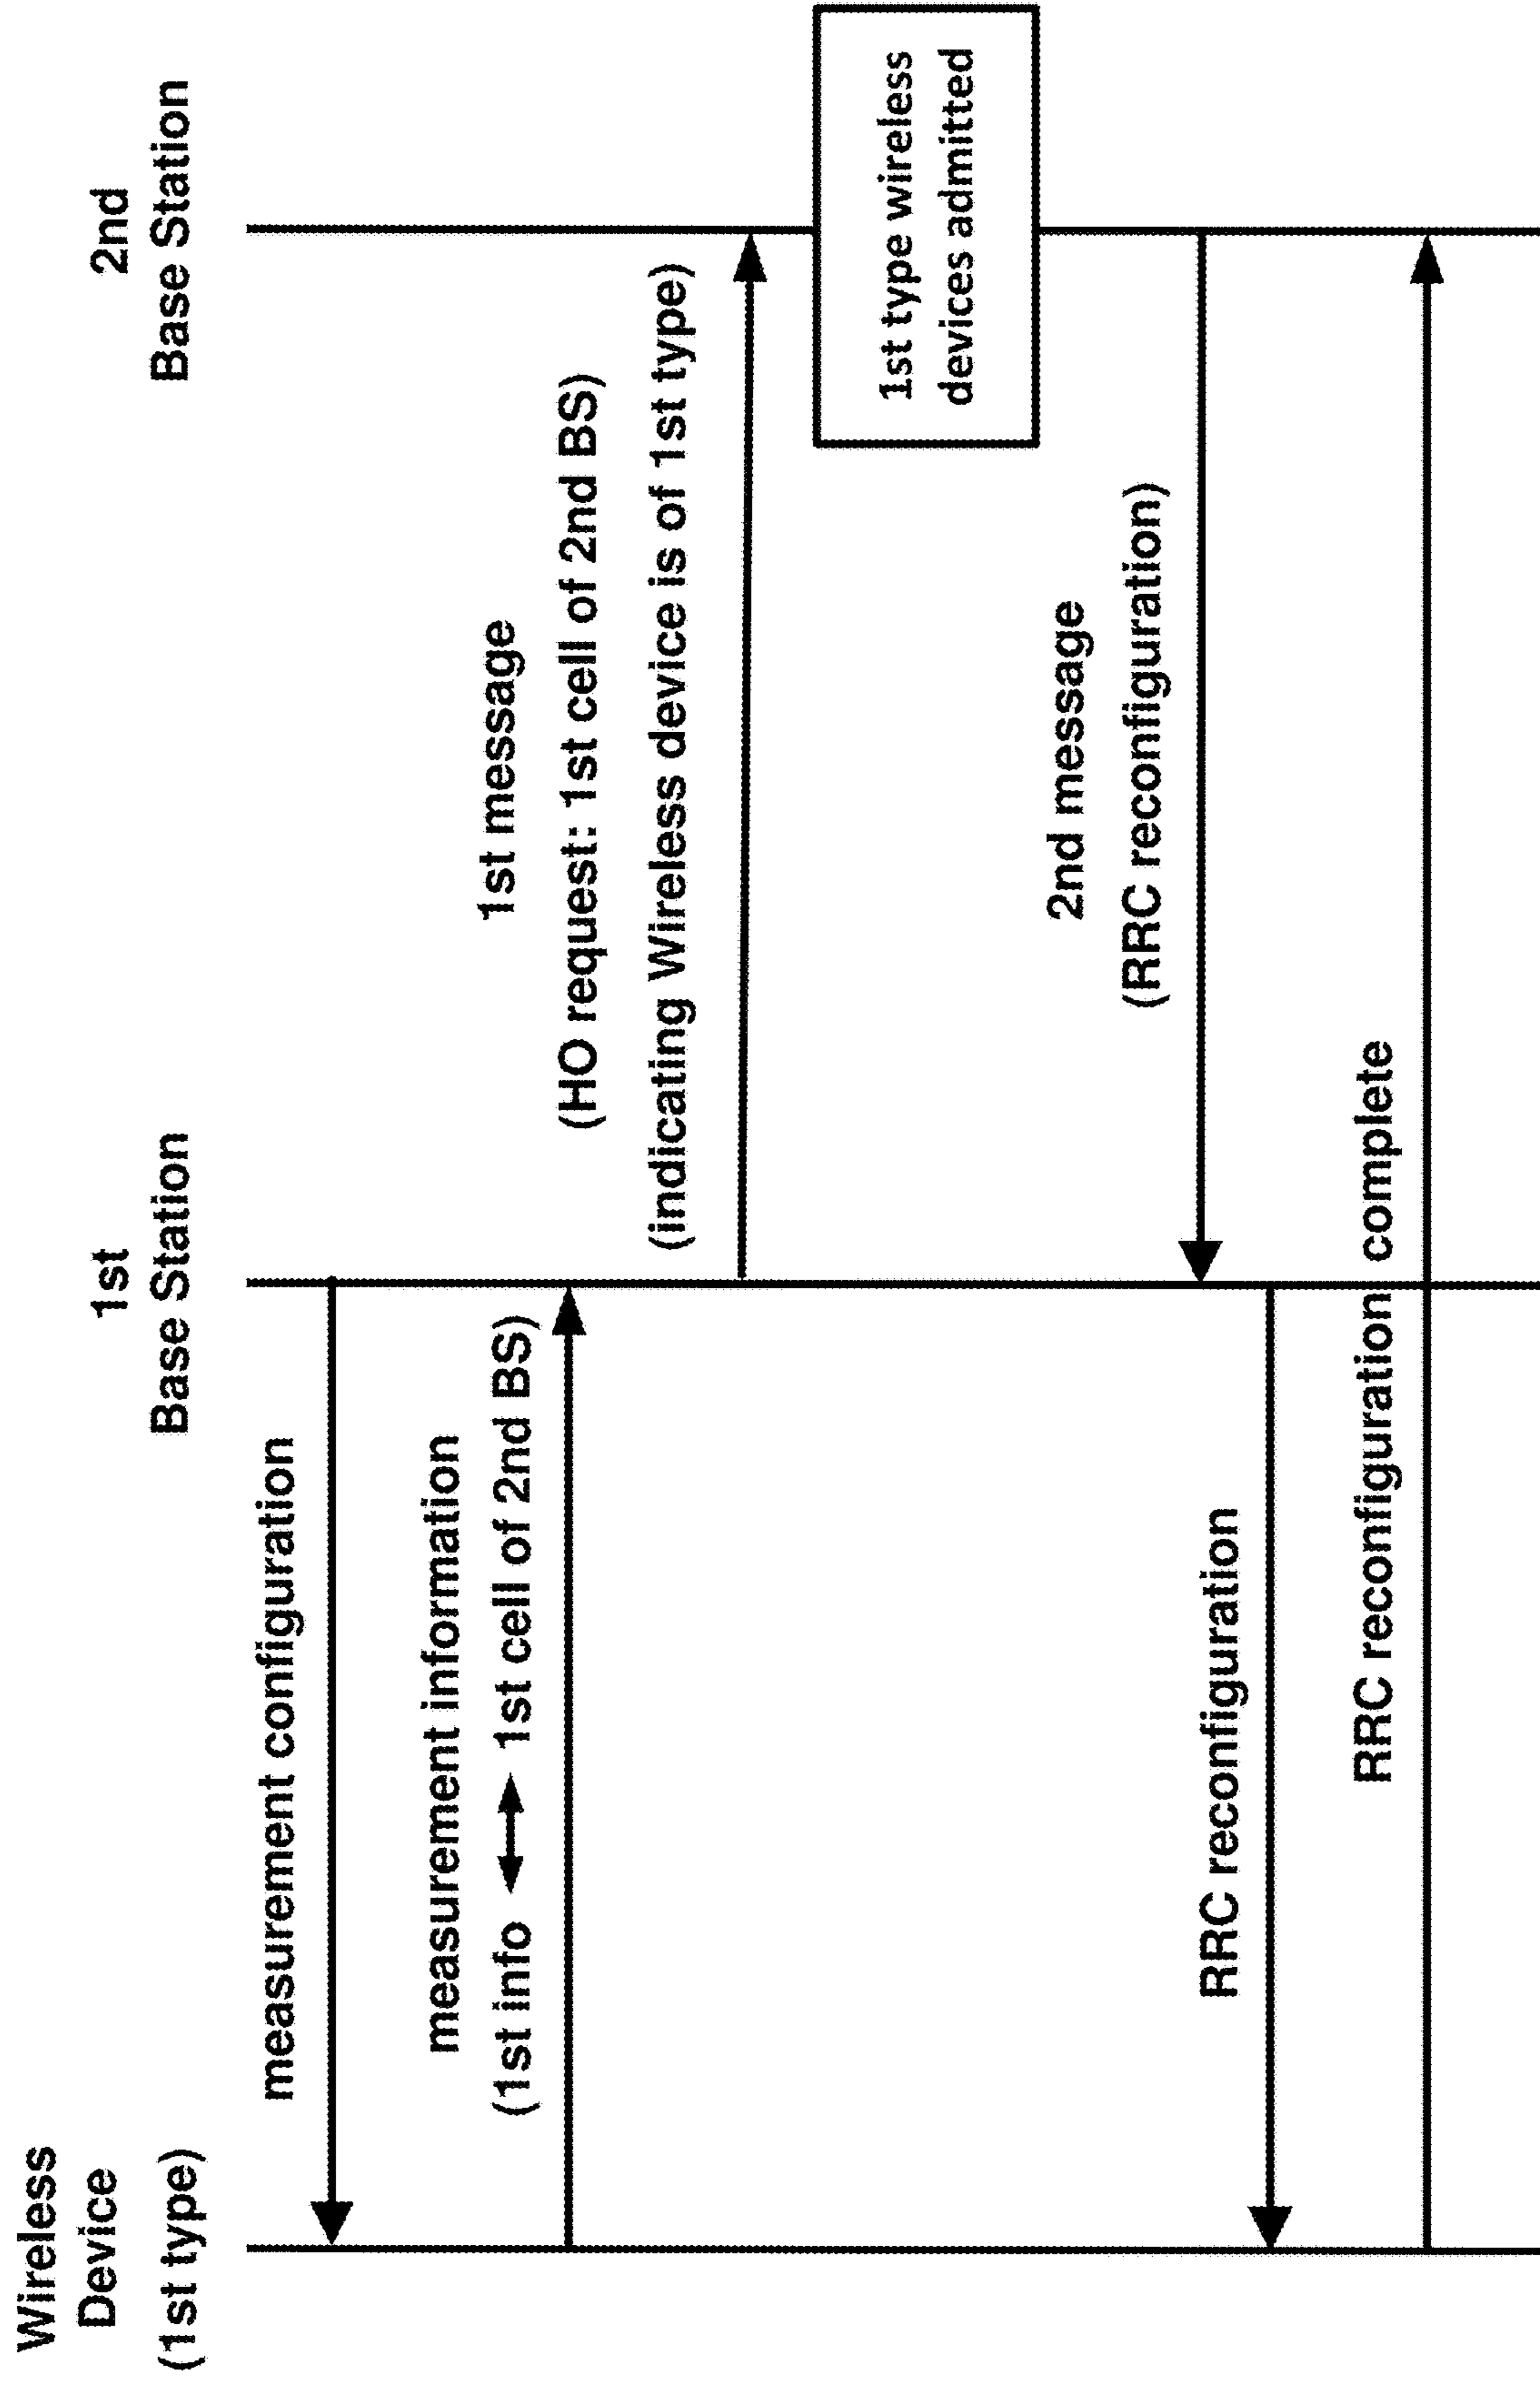 Wireless
Device
(1st type)
1st
Base Station
2nd
Base Station
measurement configuration
measurement information
(1st info ↔ 1st cell of 2nd BS)
1st message
(HO request: 1st cell of 2nd BS)
(indicating Wireless device is of 1st type)
1st type wireless
devices admitted
2nd message
(RRC reconfiguration)
RRC reconfiguration
RRC reconfiguration complete